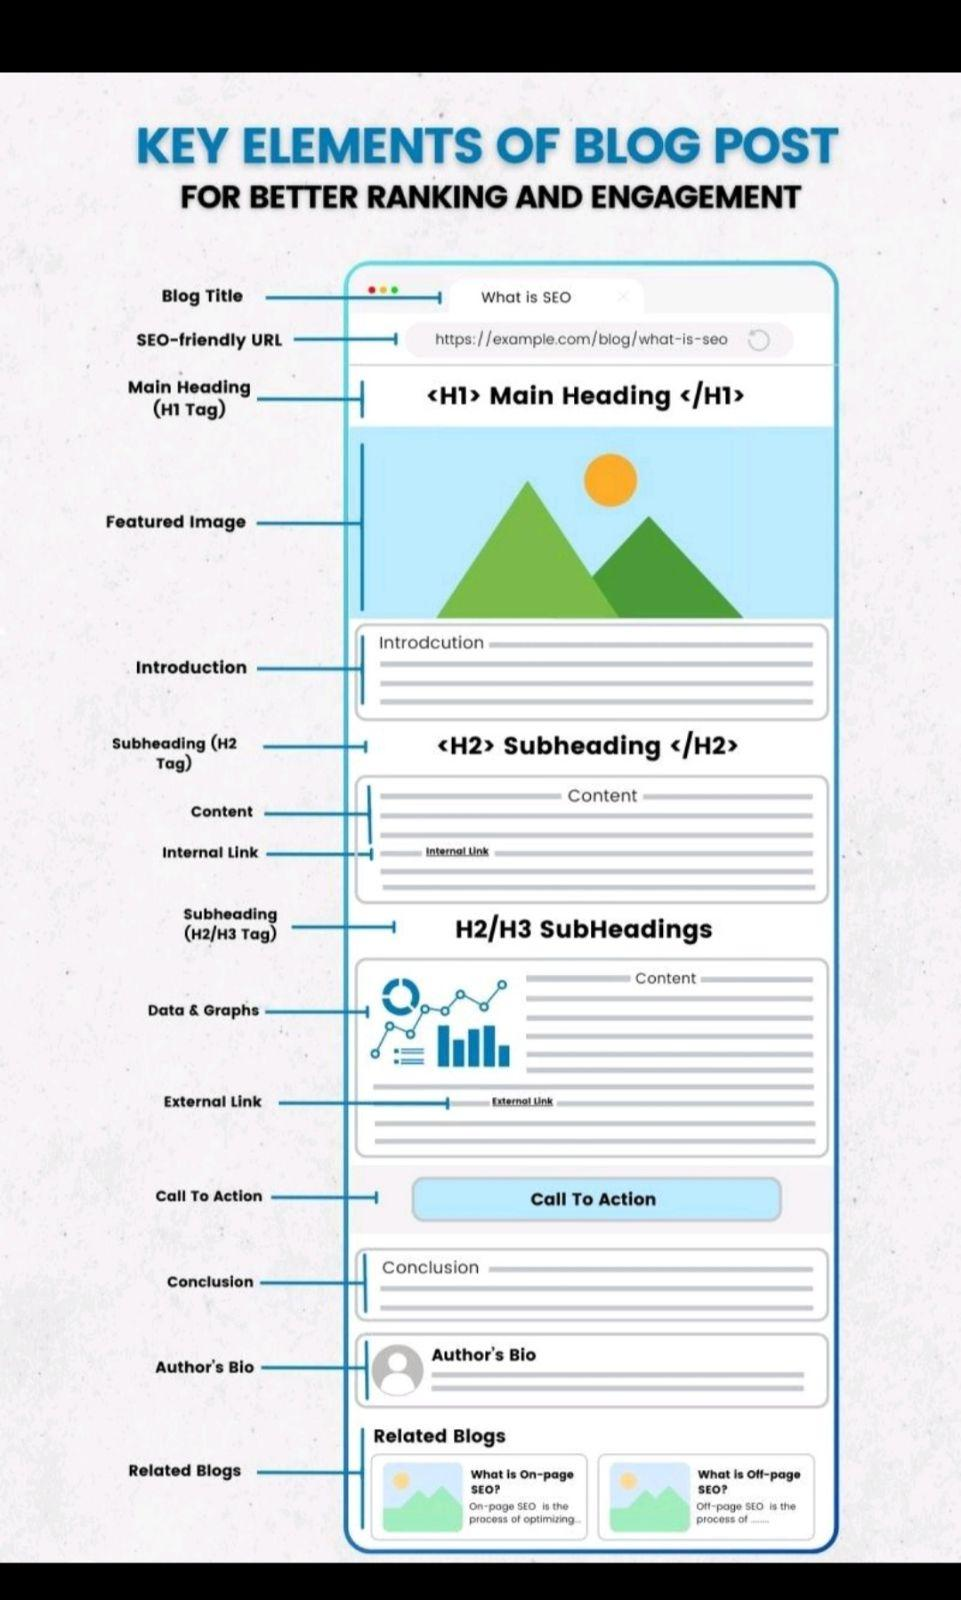 KEY ELEMENTS OF BLOG POST
FOR BETTER RANKING AND ENGAGEMENT
Blog Title
What is SEO
SEO-friendly URL
https://example.com/blog/what-is-seo
Main Heading
(H1 Tag)
<H1> Main Heading </H1>
Featured Image
Introduction
Introdcution
Subheading (H2
Tag)
<H2> Subheading </H2>
Content
Content
Internal Link
Internal Link
Subheading
(H2/H3 Tag)
H2/H3 SubHeadings
Data & Graphs
Content
External Link
External Link
Call To Action
Call To Action
Conclusion
Conclusion
Author's Bio
Author's Bio
Related Blogs
Related Blogs
What is On-page
SEO?
On-page SEO is the
process of optimizing..
What is Off-page
SEO?
Off-page SEO is the
process of .......